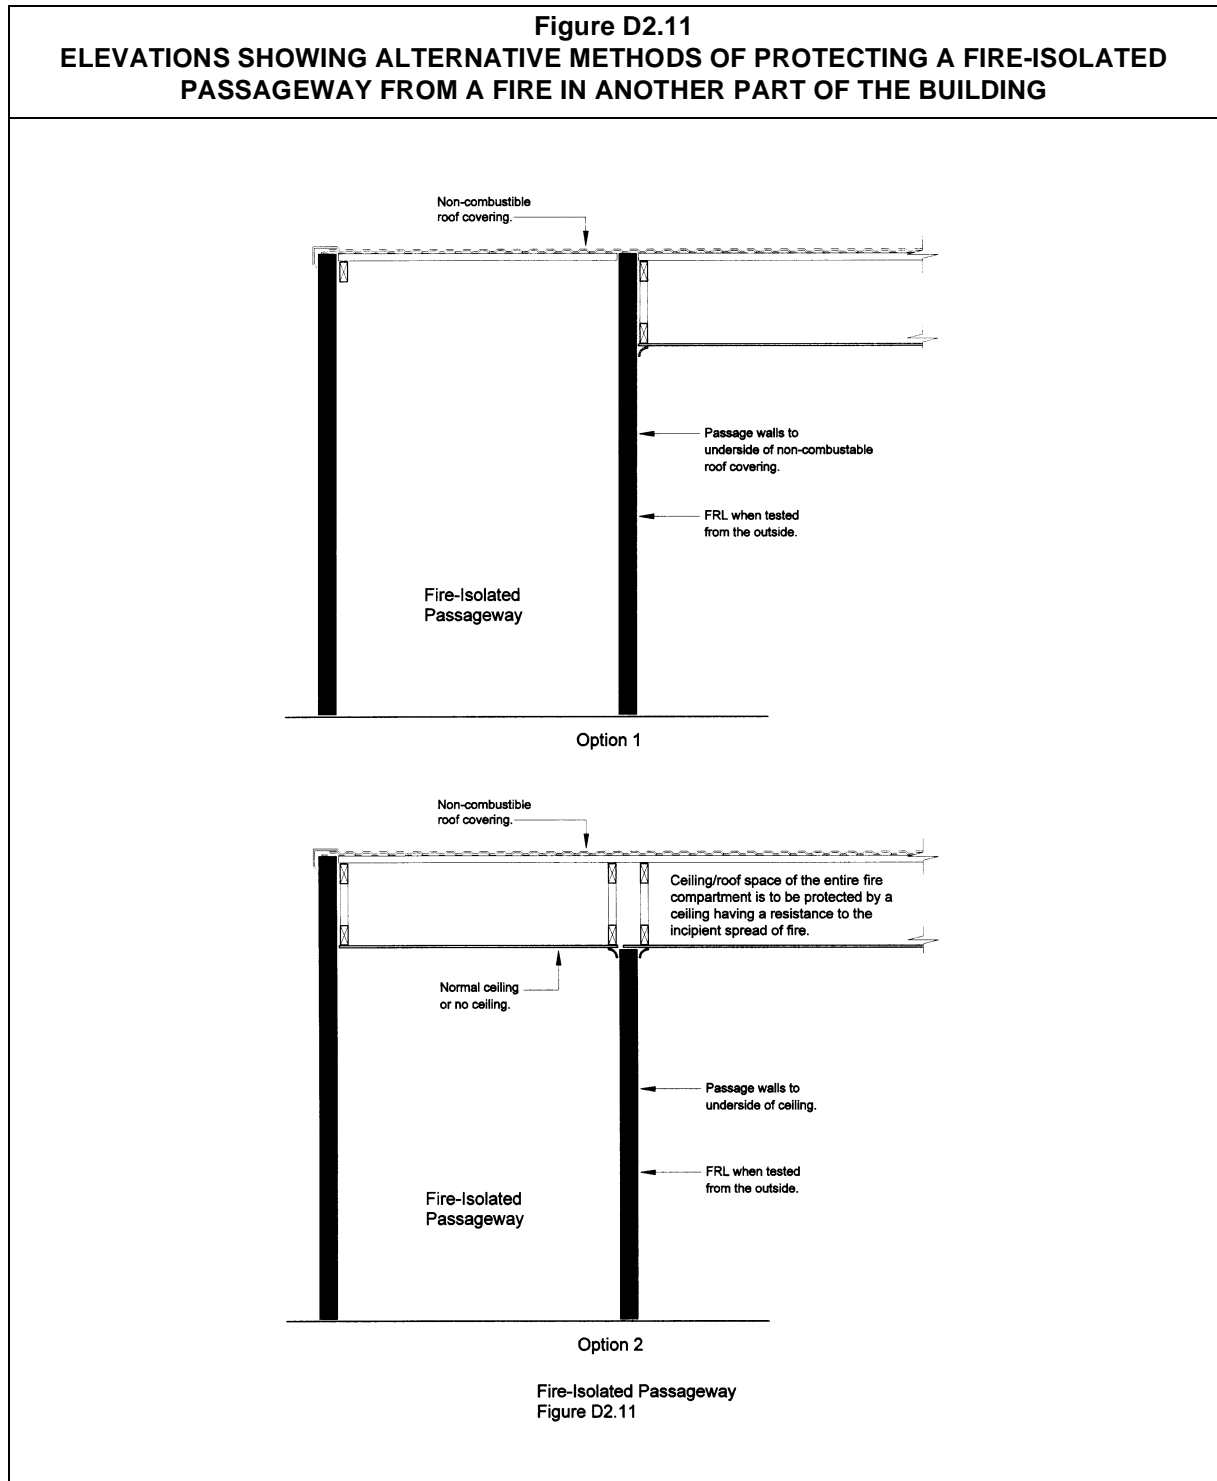 Figure D2.11
ELEVATIONS SHOWING ALTERNATIVE METHODS OF PROTECTING A FIRE-ISOLATED
PASSAGEWAY FROM A FIRE IN ANOTHER PART OF THE BUILDING
Non-combustible
roof covering.
Passage walls to
underside of non-combustable
roof covering.
FRL when tested
from the outside.
Fire-Isolated
Passageway
Option 1
Non-combustible
roof covering.
Ceiling/roof space of the entire fire
compartment is to be protected by a
ceiling having a resistance to the
incipient spread of fire.
Normal ceiling
or no ceiling.
Passage walls to
underside of ceiling.
FRL when tested
from the outside.
Fire-Isolated
Passageway
Option 2
Fire-Isolated Passageway
Figure D2.11